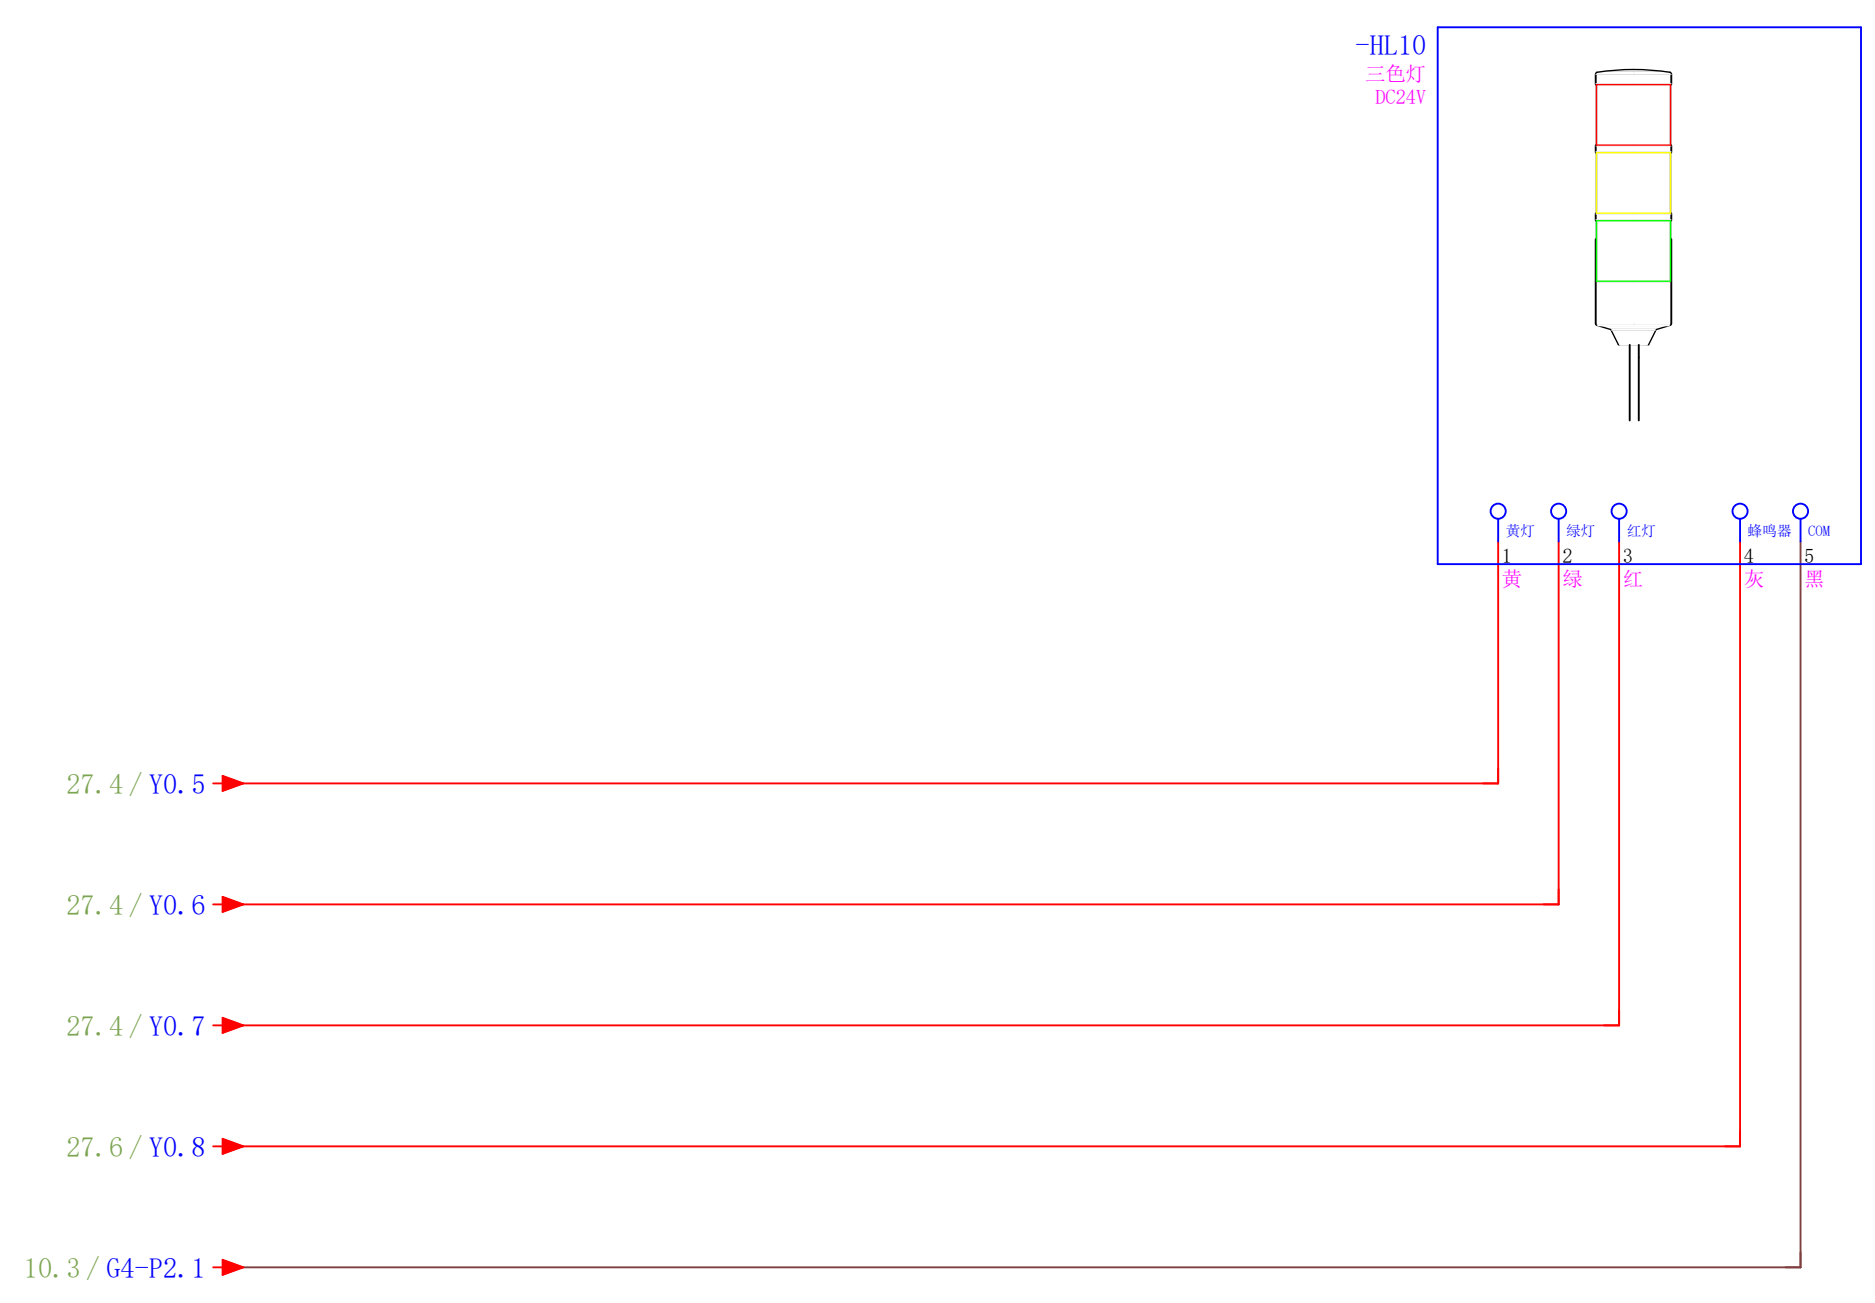 -HL10
三色灯
DC24V
黄灯 绿灯 红灯 蜂鸣器 COM
1 2 3 4 5
黄 绿 红 灰 黑
27.4/Y0.5
27.4/Y0.6
27.4/Y0.7
27.6/Y0.8
10.3/G4-P2.1